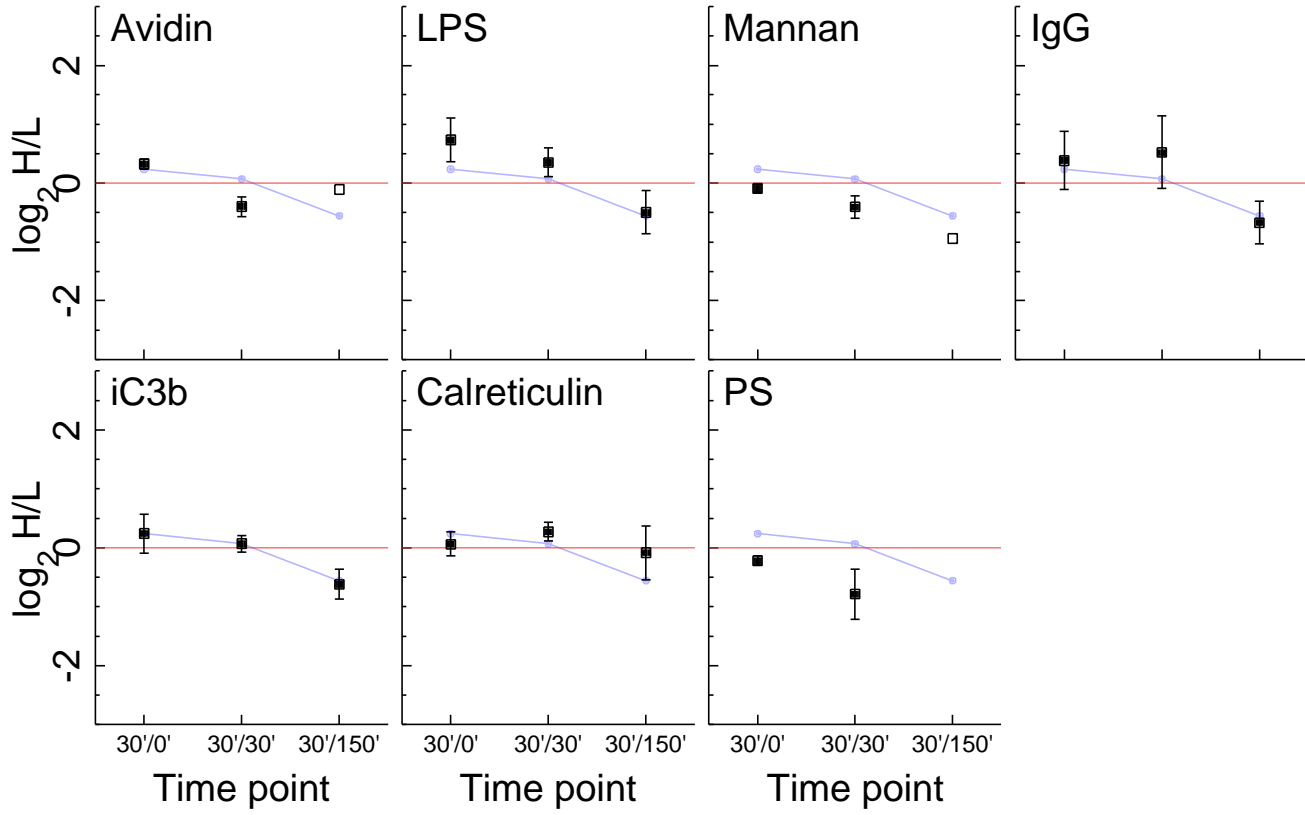 Avidin LPS Mannan IgG
2
0
-2
log2 H/L
iC3b Calreticulin PS
2
0
-2
log2 H/L
30'/0' 30'/30' 30'/150' 30'/0' 30'/30' 30'/150' 30'/0' 30'/30' 30'/150'
Time point Time point Time point